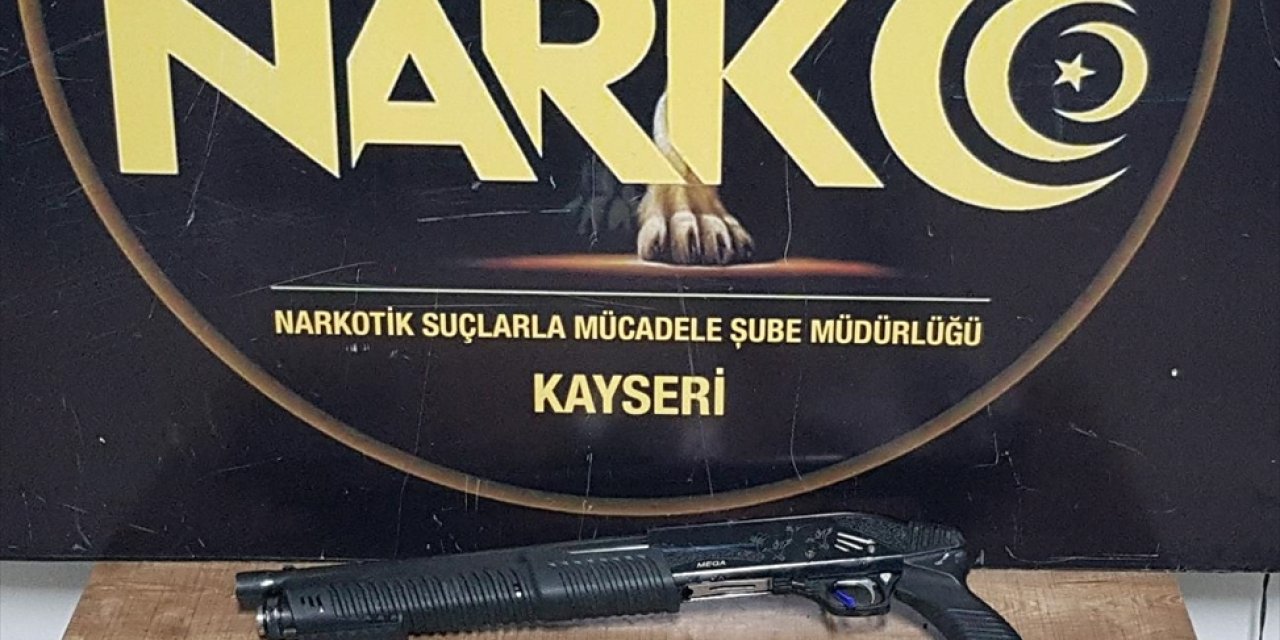 NARKO
NARKOTİK SUÇLARLA MÜCADELE ŞUBE MÜDÜRLÜĞÜ
KAYSERİ
MEGA